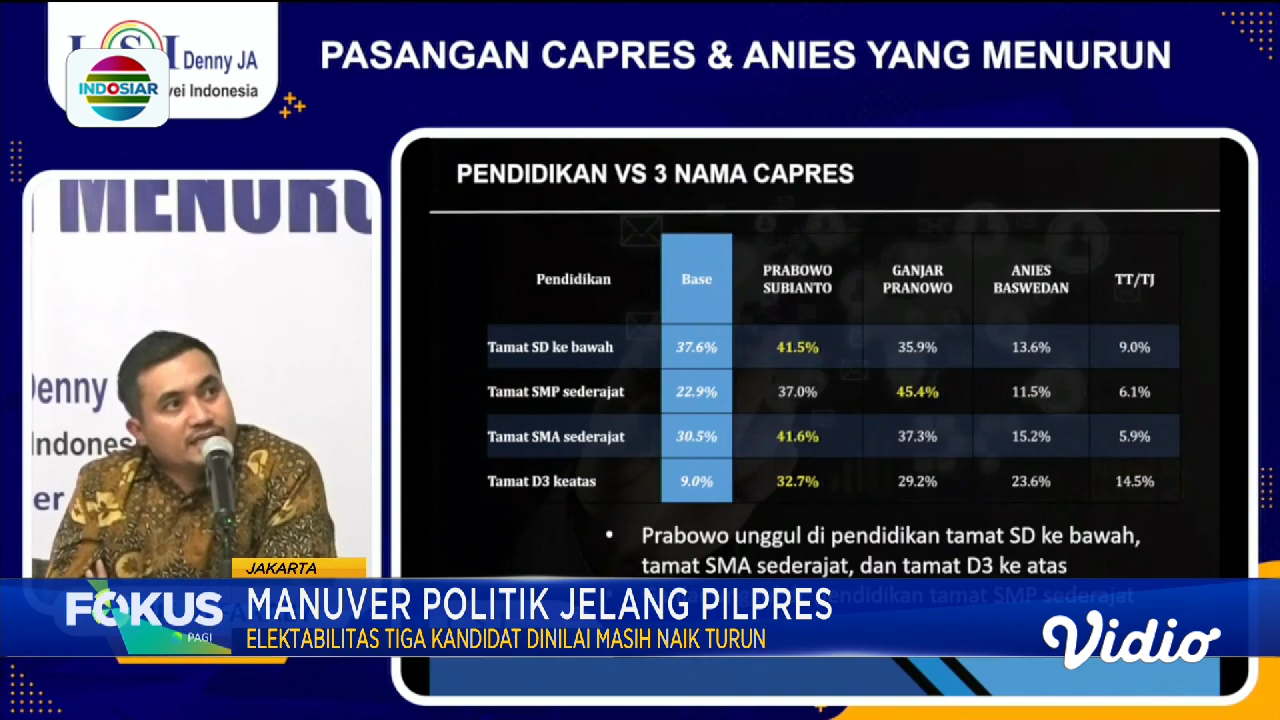 LSI Denny JA
vei Indonesia
INDOSIAR
PASANGAN CAPRES & ANIES YANG MENURUN
MENURU
Denny
Indones
er
PENDIDIKAN VS 3 NAMA CAPRES
Pendidikan Base PRABOWO SUBIANTO GANJAR PRANOWO ANIES BASWEDAN TT/TJ
Tamat SD ke bawah 37.6% 41.5% 35.9% 13.6% 9.0%
Tamat SMP sederajat 22.9% 37.0% 45.4% 11.5% 6.1%
Tamat SMA sederajat 30.5% 41.6% 37.3% 15.2% 5.9%
Tamat D3 keatas 9.0% 32.7% 29.2% 23.6% 14.5%
• Prabowo unggul di pendidikan tamat SD ke bawah,
tamat SMA sederajat, dan tamat D3 ke atas
pendidikan tamat SMP sederajat
JAKARTA
FOKUS
PAGI
MANUVER POLITIK JELANG PILPRES
ELEKTABILITAS TIGA KANDIDAT DINILAI MASIH NAIK TURUN
Vidio